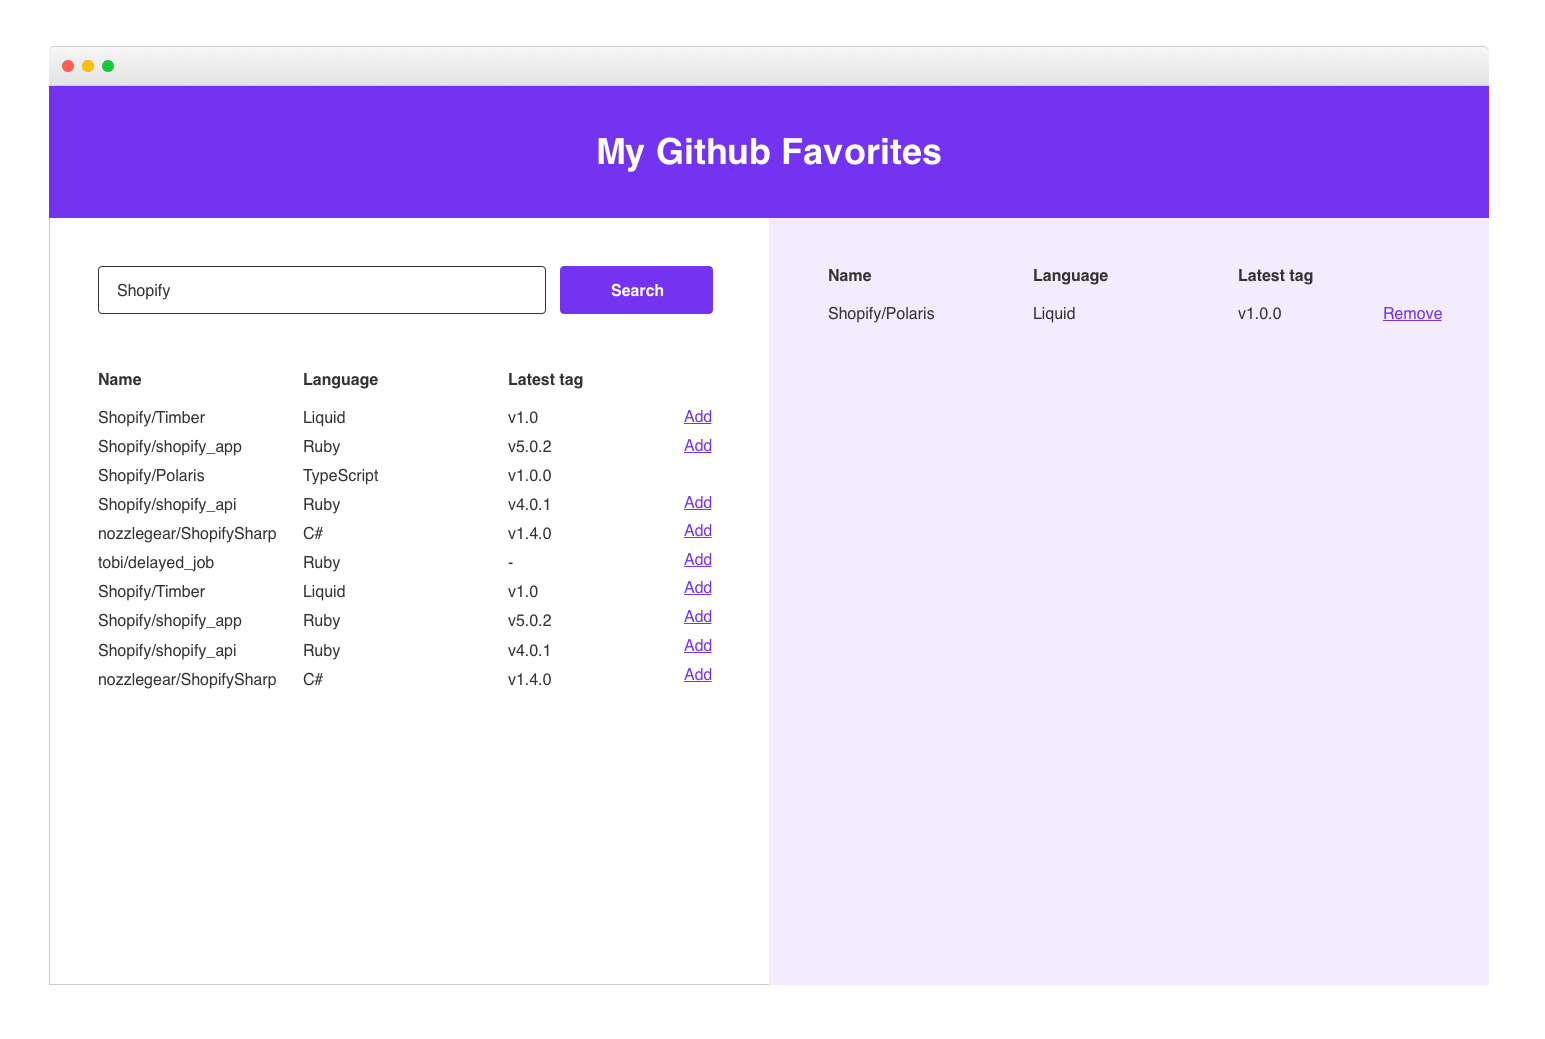 My Github Favorites
Shopify Search
Name Language Latest tag
Shopify/Timber Liquid v1.0 Add
Shopify/shopify_app Ruby v5.0.2 Add
Shopify/Polaris TypeScript v1.0.0
Shopify/shopify_api Ruby v4.0.1 Add
nozzlegear/ShopifySharp C# v1.4.0 Add
tobi/delayed_job Ruby - Add
Shopify/Timber Liquid v1.0 Add
Shopify/shopify_app Ruby v5.0.2 Add
Shopify/shopify_api Ruby v4.0.1 Add
nozzlegear/ShopifySharp C# v1.4.0 Add
Name Language Latest tag
Shopify/Polaris Liquid v1.0.0 Remove